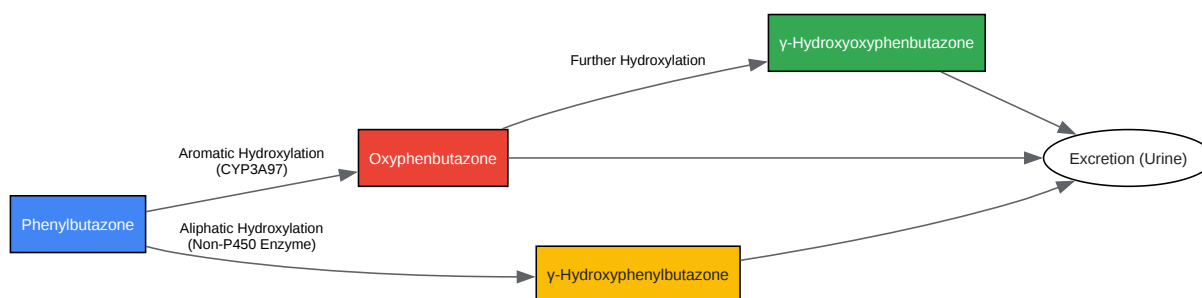 γ-Hydroxyoxyphenbutazone
Further Hydroxylation
Aromatic Hydroxylation
(CYP3A97)
Oxyphenbutazone
Excretion (Urine)
Phenylbutazone
Aliphatic Hydroxylation
(Non-P450 Enzyme)
γ-Hydroxyphenylbutazone